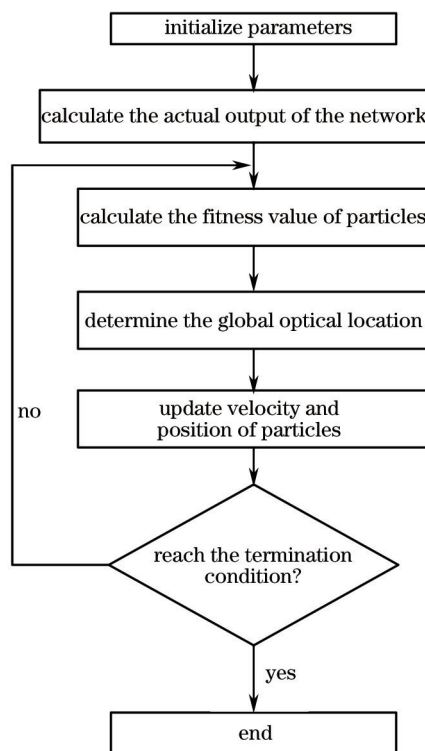 initialize parameters
calculate the actual output of the network
calculate the fitness value of particles
determine the global optical location
update velocity and
position of particles
no
reach the termination
condition?
yes
end